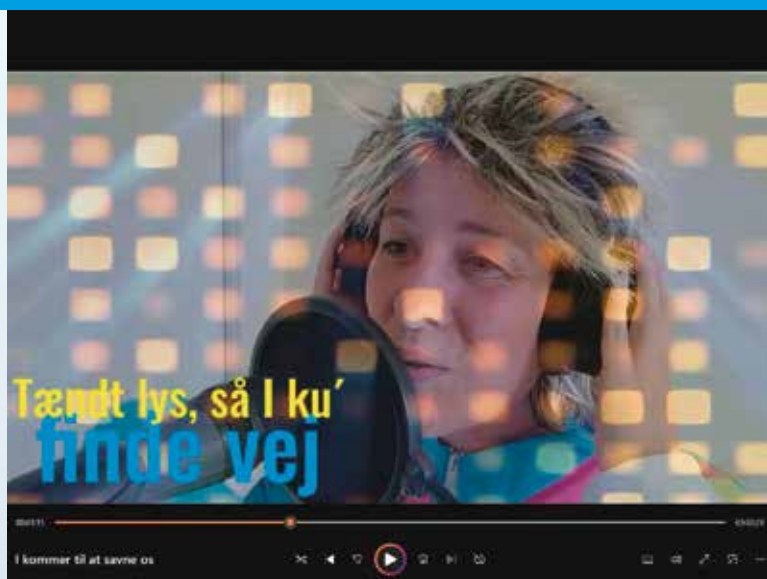 Tændt lys, så I ku´
finde vej
I kommer til at savne os